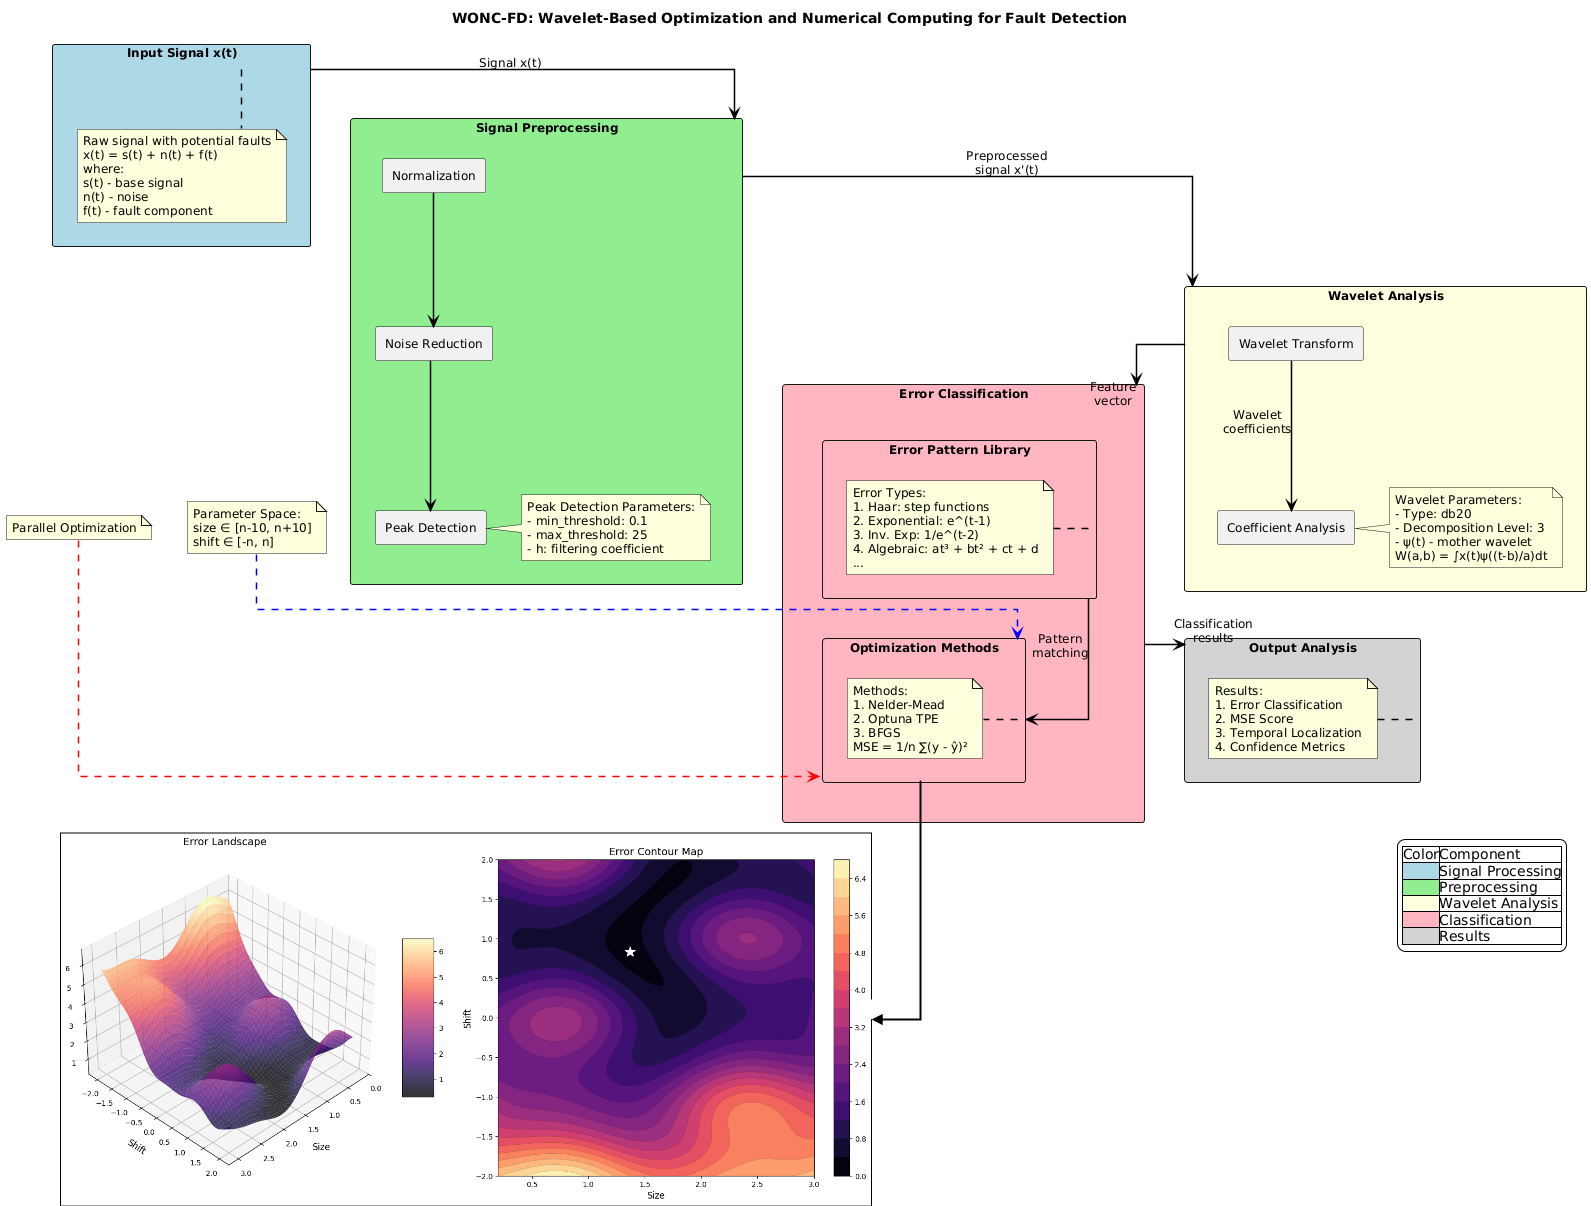 WONC-FD: Wavelet-Based Optimization and Numerical Computing for Fault Detection
Input Signal x(t)
Raw signal with potential faults
x(t) = s(t) + n(t) + f(t)
where:
s(t) - base signal
n(t) - noise
f(t) - fault component
Signal x(t)
Signal Preprocessing
Normalization
Noise Reduction
Peak Detection
Peak Detection Parameters:
- min_threshold: 0.1
- max_threshold: 25
- h: filtering coefficient
Preprocessed
signal x'(t)
Wavelet Analysis
Wavelet Transform
Wavelet
coefficients
Coefficient Analysis
Wavelet Parameters:
- Type: db20
- Decomposition Level: 3
- ψ(t) - mother wavelet
W(a,b) = ∫x(t)ψ((t-b)/a)dt
Feature
vector
Error Classification
Error Pattern Library
Error Types:
1. Haar: step functions
2. Exponential: e^(t-1)
3. Inv. Exp: 1/e^(t-2)
4. Algebraic: at³ + bt² + ct + d
...
Parallel Optimization
Parameter Space:
size ∈ [n-10, n+10]
shift ∈ [-n, n]
Pattern
matching
Optimization Methods
Methods:
1. Nelder-Mead
2. Optuna TPE
3. BFGS
MSE = 1/n ∑(y - ŷ)²
Classification
results
Output Analysis
Results:
1. Error Classification
2. MSE Score
3. Temporal Localization
4. Confidence Metrics
Color Component
Signal Processing
Preprocessing
Wavelet Analysis
Classification
Results
Error Landscape
6
5
4
3
2
1
−2.0
−1.5
−1.0
−0.5
0.0
0.5
1.0
1.5
2.0
Shift
0.0
0.5
1.0
1.5
2.0
2.5
3.0
Size
6
5
4
3
2
1
Error Contour Map
2.0
1.5
1.0
0.5
0.0
−0.5
−1.0
−1.5
−2.0
Shift
0.5 1.0 1.5 2.0 2.5 3.0
Size
6.4
5.6
4.8
4.0
3.2
2.4
1.6
0.8
0.0